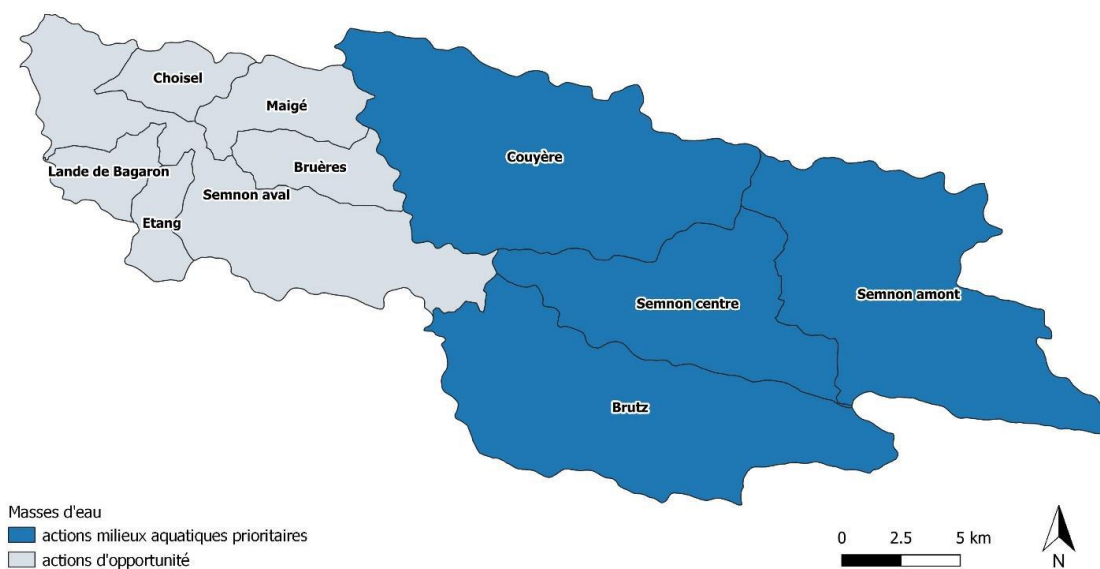 Choisel
Maigé
Couyère
Bruères
Lande de Bagaron
Semnon aval
Etang
Semnon amont
Semnon centre
Brutz
Masses d'eau
actions milieux aquatiques prioritaires
actions d'opportunité
0 2.5 5 km
N